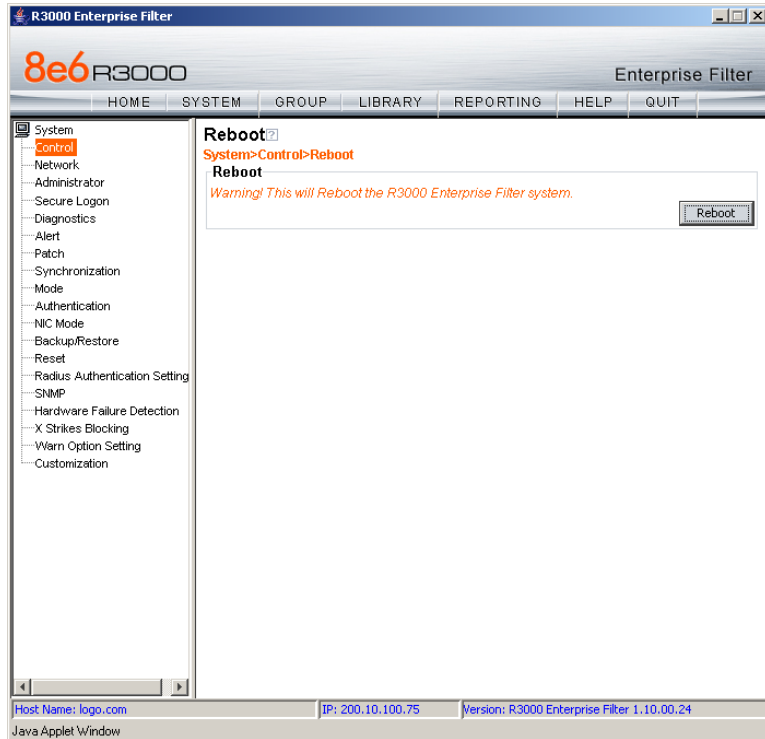 R3000 Enterprise Filter
8e6 R3000
Enterprise Filter
HOME SYSTEM GROUP LIBRARY REPORTING HELP QUIT
System
Control
Network
Administrator
Secure Logon
Diagnostics
Alert
Patch
Synchronization
Mode
Authentication
NIC Mode
Backup/Restore
Reset
Radius Authentication Setting
SNMP
Hardware Failure Detection
X Strikes Blocking
Warn Option Setting
Customization
Reboot?
System>Control>Reboot
Reboot
Warning! This will Reboot the R3000 Enterprise Filter system.
Reboot
Host Name: logo.com IP: 200.10.100.75 Version: R3000 Enterprise Filter 1.10.00.24
Java Applet Window